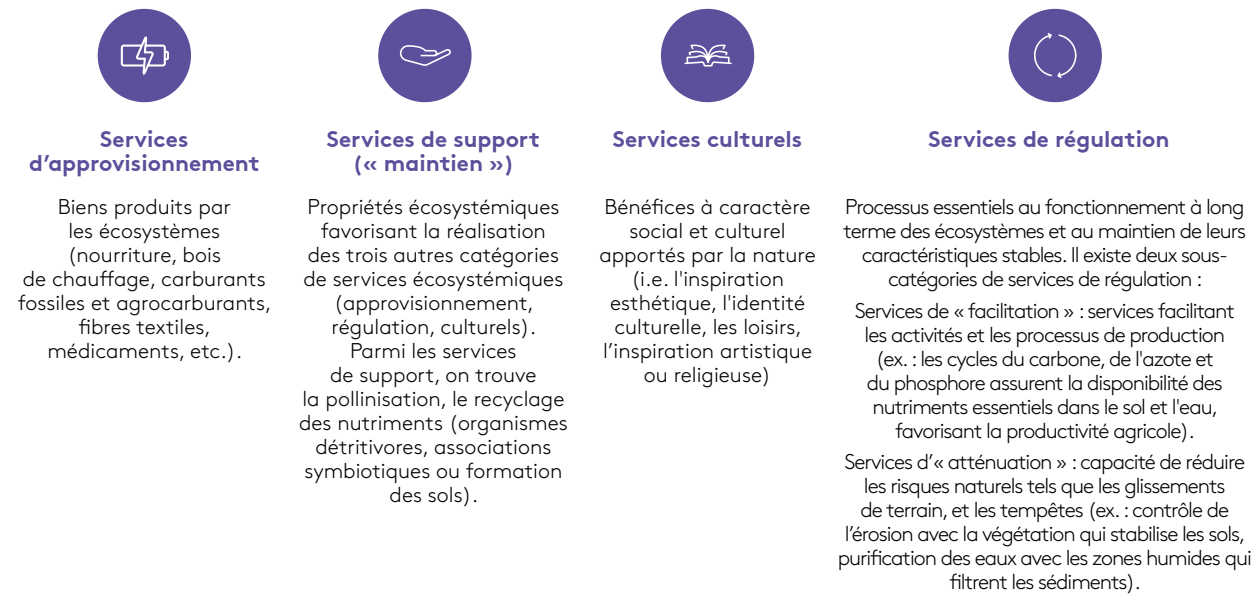 Services
d’approvisionnement
Biens produits par
les écosystèmes
(nourriture, bois
de chauffage, carburants
fossiles et agrocarburants,
fibres textiles,
médicaments, etc.).
Services de support
(« maintien »)
Propriétés écosystémiques
favorisant la réalisation
des trois autres catégories
de services écosystémiques
(approvisionnement,
régulation, culturels).
Parmi les services
de support, on trouve
la pollinisation, le recyclage
des nutriments (organismes
détritivores, associations
symbiotiques ou formation
des sols).
Services culturels
Bénéfices à caractère
social et culturel
apportés par la nature
(i.e. l'inspiration
esthétique, l'identité
culturelle, les loisirs,
l’inspiration artistique
ou religieuse)
Services de régulation
Processus essentiels au fonctionnement à long
terme des écosystèmes et au maintien de leurs
caractéristiques stables. Il existe deux sous-
catégories de services de régulation :
Services de « facilitation » : services facilitant
les activités et les processus de production
(ex. : les cycles du carbone, de l'azote et
du phosphore assurent la disponibilité des
nutriments essentiels dans le sol et l'eau,
favorisant la productivité agricole).
Services d’« atténuation » : capacité de réduire
les risques naturels tels que les glissements
de terrain, et les tempêtes (ex. : contrôle de
l’érosion avec la végétation qui stabilise les sols,
purification des eaux avec les zones humides qui
filtrent les sédiments).